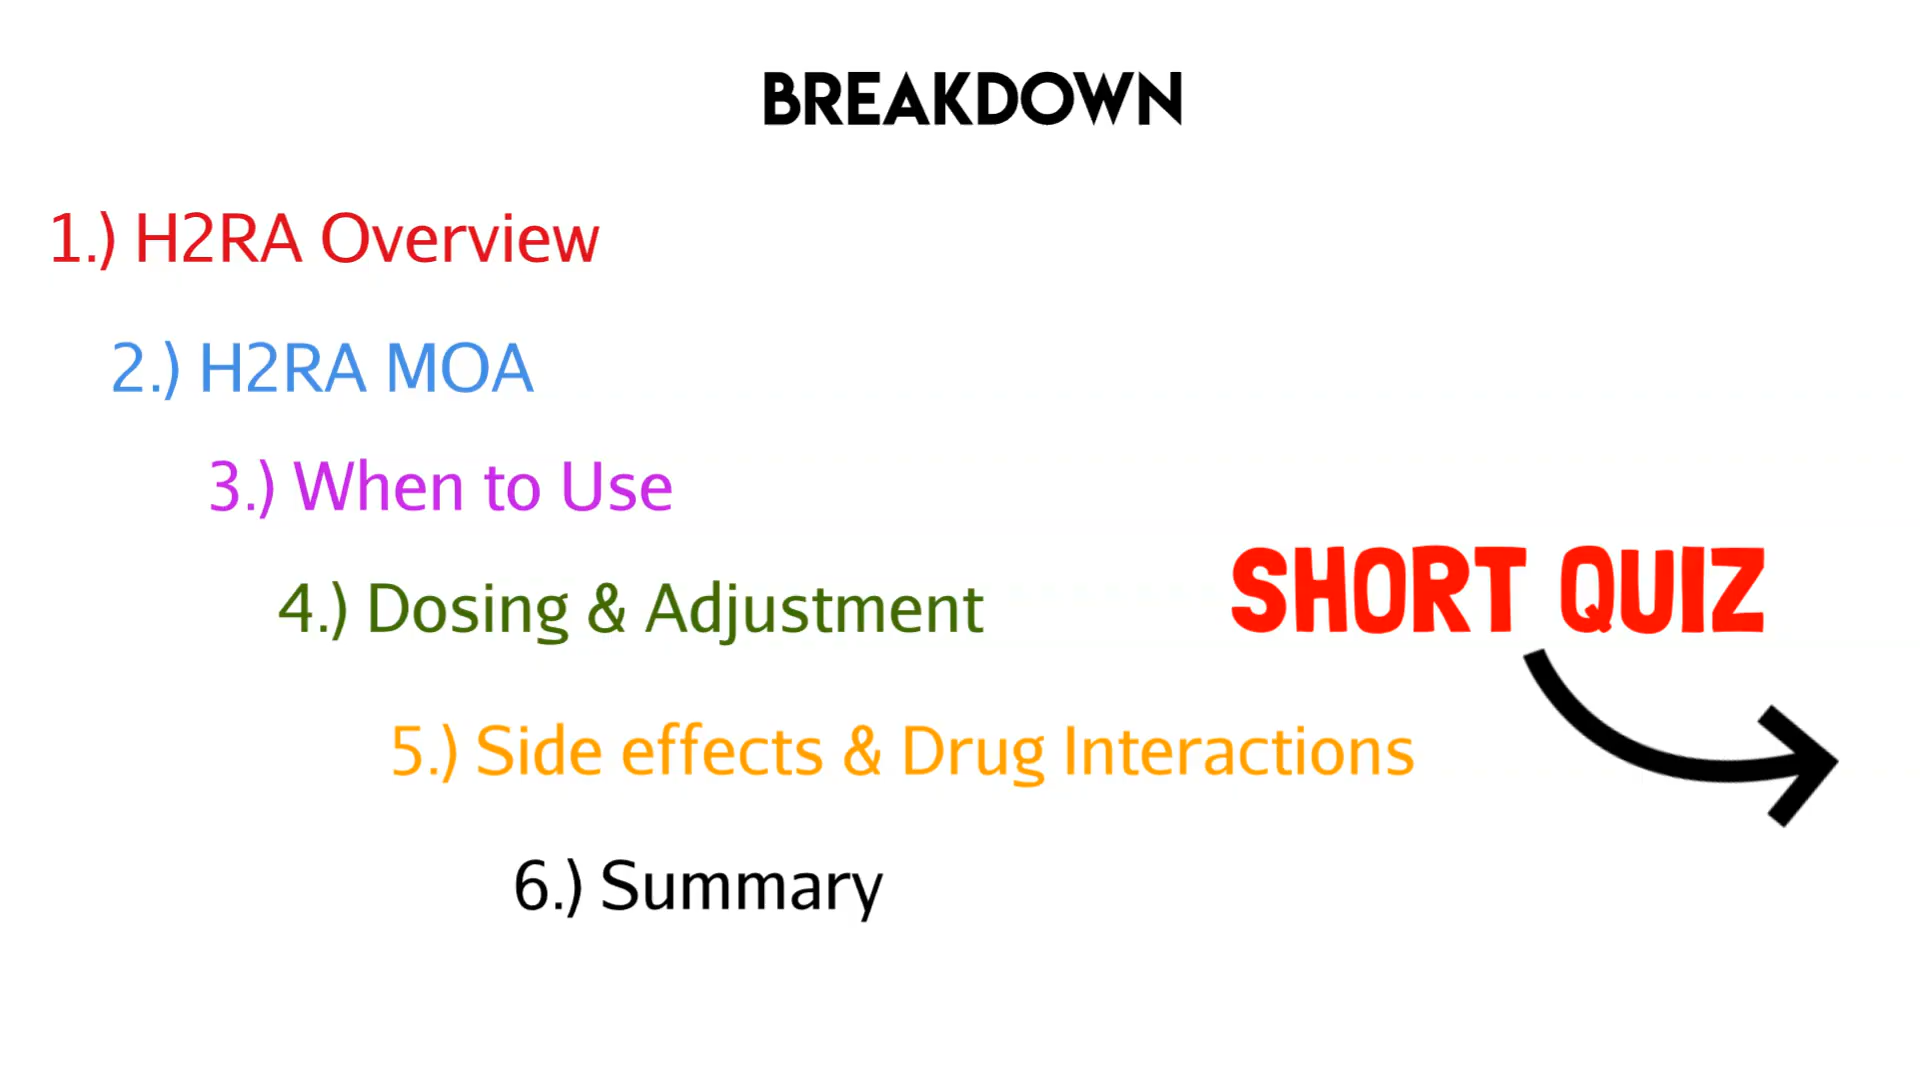 BREAKDOWN
1.) H2RA Overview
2.) H2RA MOA
3.) When to Use
4.) Dosing & Adjustment
SHORT QUIZ
5.) Side effects & Drug Interactions
6.) Summary